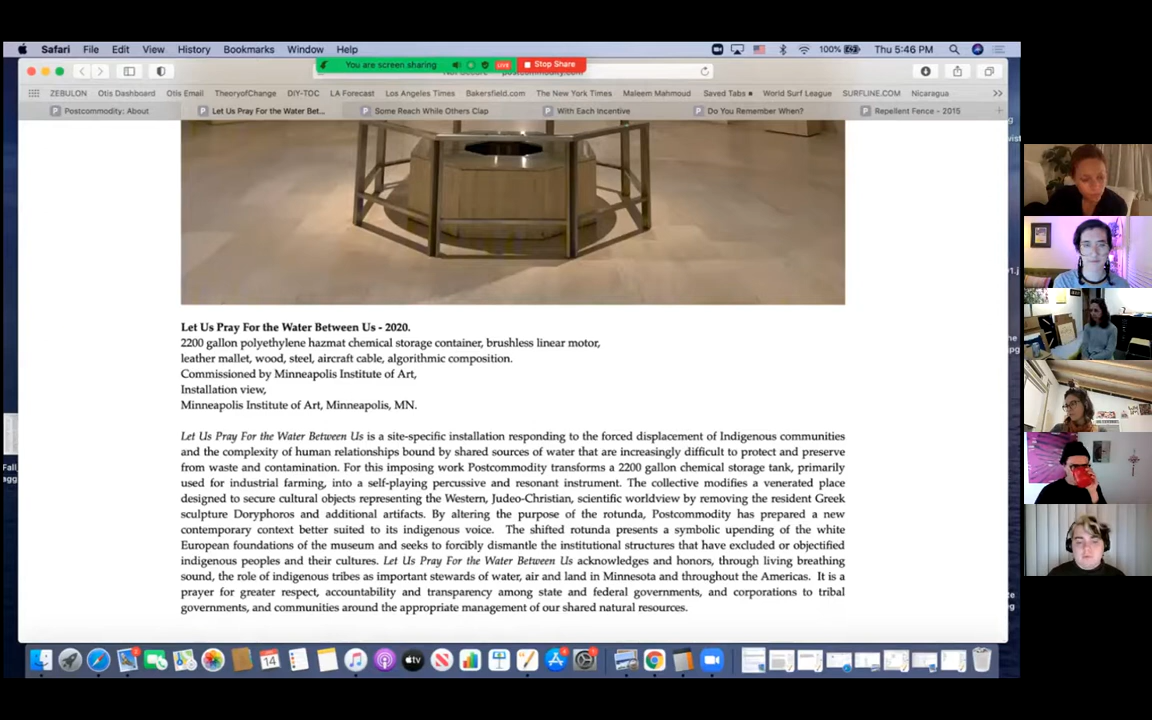 Safari File Edit View History Bookmarks Window Help 100% Thu 5:46 PM
You are screen sharing LIVE Stop Share
ZEBULON Otis Dashboard Otis Email TheoryofChange DIY-TDC LA Forecast Los Angeles Times Bakersfield.com The New York Times Maleem Mahmoud Saved Tabs World Surf League SURFLINE.COM Nicaragua
Postcommodity: About Let Us Pray For the Water Bet... Some Reach While Others Clap With Each Incentive Do You Remember When? Repellent Fence - 2015
Let Us Pray For the Water Between Us - 2020.
2200 gallon polyethylene hazmat chemical storage container, brushless linear motor,
leather mallet, wood, steel, aircraft cable, algorithmic composition.
Commissioned by Minneapolis Institute of Art,
Installation view,
Minneapolis Institute of Art, Minneapolis, MN.
Let Us Pray For the Water Between Us is a site-specific installation responding to the forced displacement of Indigenous communities
and the complexity of human relationships bound by shared sources of water that are increasingly difficult to protect and preserve
from waste and contamination. For this imposing work Postcommodity transforms a 2200 gallon chemical storage tank, primarily
used for industrial farming, into a self-playing percussive and resonant instrument. The collective modifies a venerated place
designed to secure cultural objects representing the Western, Judeo-Christian, scientific worldview by removing the resident Greek
sculpture Doryphoros and additional artifacts. By altering the purpose of the rotunda, Postcommodity has prepared a new
contemporary context better suited to its indigenous voice. The shifted rotunda presents a symbolic upending of the white
European foundations of the museum and seeks to forcibly dismantle the institutional structures that have excluded or objectified
indigenous peoples and their cultures. Let Us Pray For the Water Between Us acknowledges and honors, through living breathing
sound, the role of indigenous tribes as important stewards of water, air and land in Minnesota and throughout the Americas. It is a
prayer for greater respect, accountability and transparency among state and federal governments, and corporations to tribal
governments, and communities around the appropriate management of our shared natural resources.
14
tv